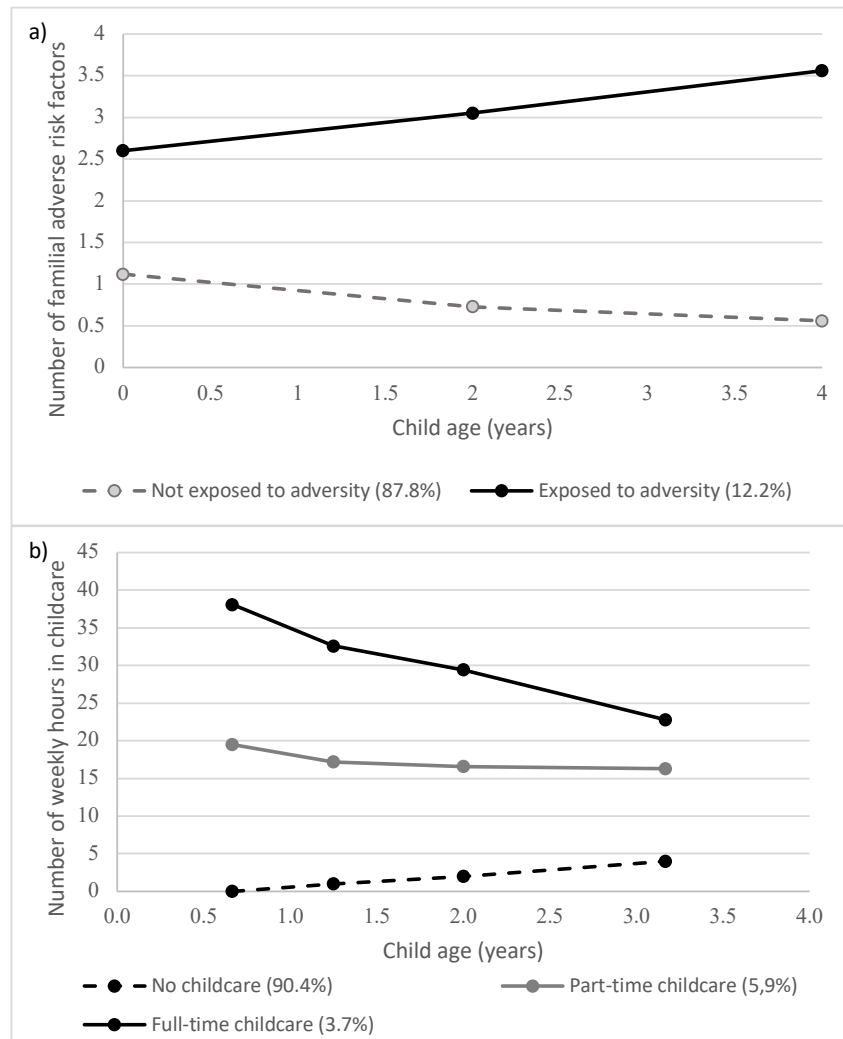 a)
Number of familial adverse risk factors
4
3.5
3
2.5
2
1.5
1
0.5
0
0 0.5 1 1.5 2 2.5 3 3.5 4
Child age (years)
Not exposed to adversity (87.8%) Exposed to adversity (12.2%)
b)
Number of weekly hours in childcare
45
40
35
30
25
20
15
10
5
0
0.0 0.5 1.0 1.5 2.0 2.5 3.0 3.5 4.0
Child age (years)
No childcare (90.4%) Part-time childcare (5,9%)
Full-time childcare (3.7%)